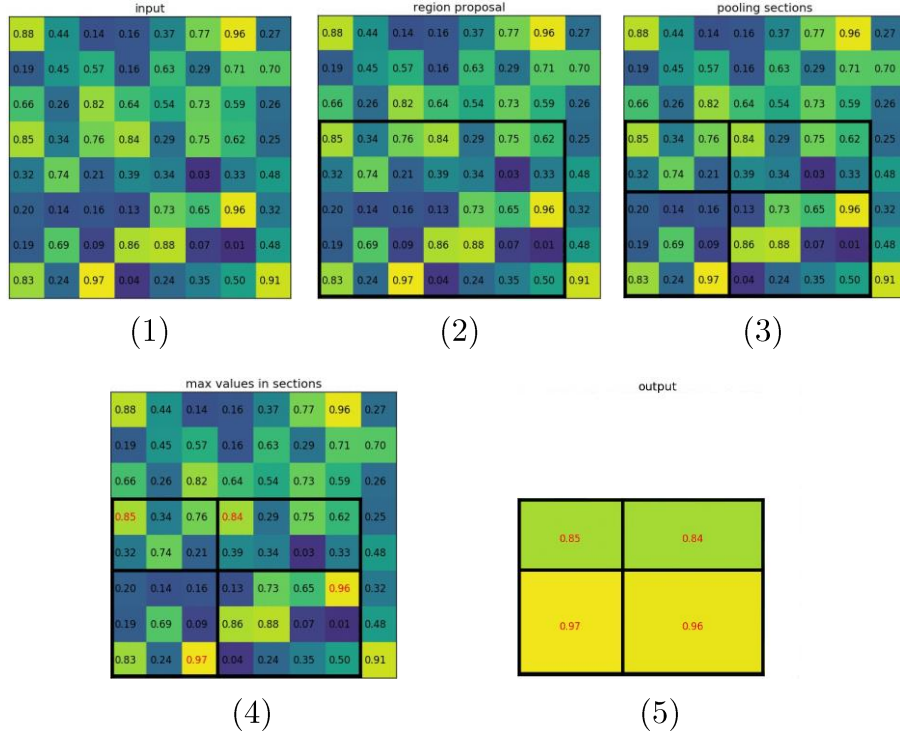 input
0.88 0.44 0.14 0.16 0.37 0.77 0.96 0.27
0.19 0.45 0.57 0.16 0.63 0.29 0.71 0.70
0.66 0.26 0.82 0.64 0.54 0.73 0.59 0.26
0.85 0.34 0.76 0.84 0.29 0.75 0.62 0.25
0.32 0.74 0.21 0.39 0.34 0.03 0.33 0.48
0.20 0.14 0.16 0.13 0.73 0.65 0.96 0.32
0.19 0.69 0.09 0.86 0.88 0.07 0.01 0.48
0.83 0.24 0.97 0.04 0.24 0.35 0.50 0.91
(1)
region proposal
0.88 0.44 0.14 0.16 0.37 0.77 0.96 0.27
0.19 0.45 0.57 0.16 0.63 0.29 0.71 0.70
0.66 0.26 0.82 0.64 0.54 0.73 0.59 0.26
0.85 0.34 0.76 0.84 0.29 0.75 0.62 0.25
0.32 0.74 0.21 0.39 0.34 0.03 0.33 0.48
0.20 0.14 0.16 0.13 0.73 0.65 0.96 0.32
0.19 0.69 0.09 0.86 0.88 0.07 0.01 0.48
0.83 0.24 0.97 0.04 0.24 0.35 0.50 0.91
(2)
pooling sections
0.88 0.44 0.14 0.16 0.37 0.77 0.96 0.27
0.19 0.45 0.57 0.16 0.63 0.29 0.71 0.70
0.66 0.26 0.82 0.64 0.54 0.73 0.59 0.26
0.85 0.34 0.76 0.84 0.29 0.75 0.62 0.25
0.32 0.74 0.21 0.39 0.34 0.03 0.33 0.48
0.20 0.14 0.16 0.13 0.73 0.65 0.96 0.32
0.19 0.69 0.09 0.86 0.88 0.07 0.01 0.48
0.83 0.24 0.97 0.04 0.24 0.35 0.50 0.91
(3)
max values in sections
0.88 0.44 0.14 0.16 0.37 0.77 0.96 0.27
0.19 0.45 0.57 0.16 0.63 0.29 0.71 0.70
0.66 0.26 0.82 0.64 0.54 0.73 0.59 0.26
0.85 0.34 0.76 0.84 0.29 0.75 0.62 0.25
0.32 0.74 0.21 0.39 0.34 0.03 0.33 0.48
0.20 0.14 0.16 0.13 0.73 0.65 0.96 0.32
0.19 0.69 0.09 0.86 0.88 0.07 0.01 0.48
0.83 0.24 0.97 0.04 0.24 0.35 0.50 0.91
(4)
output
0.85 0.84
0.97 0.96
(5)